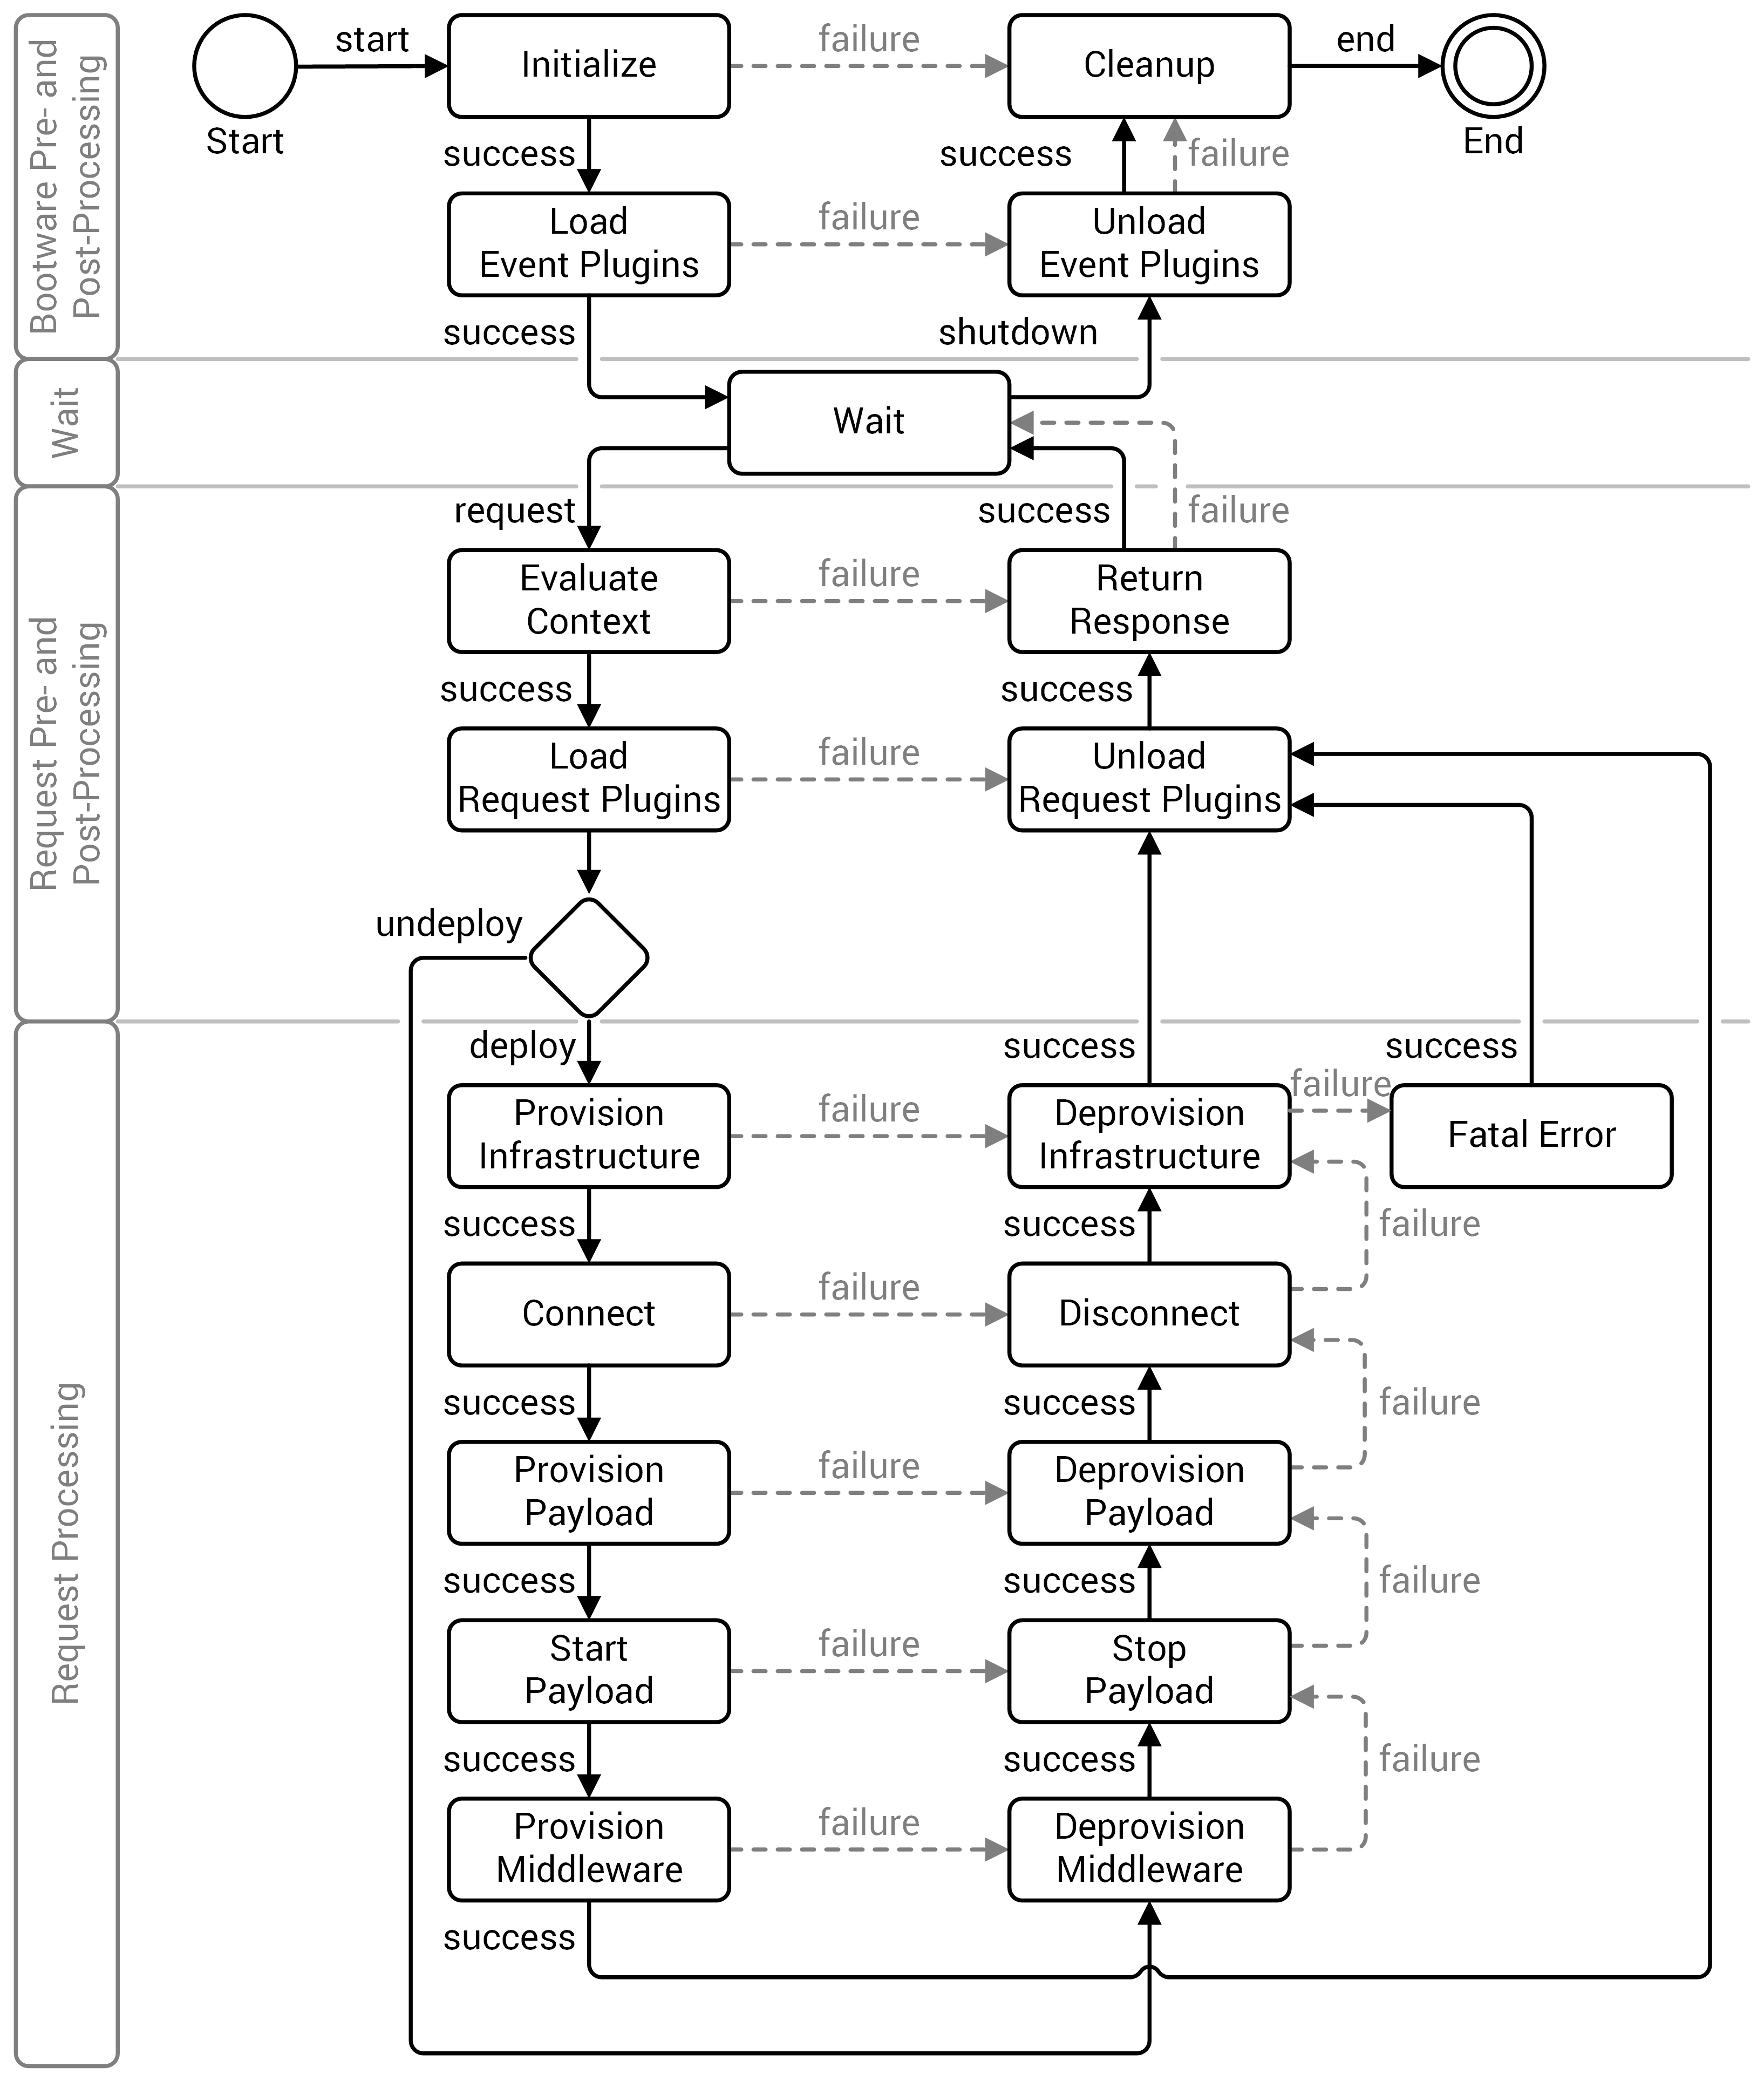 Bootware Pre- and
Post-Processing
start
Initialize
failure
Cleanup
end
Start
End
success
success
failure
Load
Event Plugins
failure
Unload
Event Plugins
success
shutdown
Wait
Wait
request
success
failure
Request Pre- and
Post-Processing
Evaluate
Context
failure
Return
Response
success
success
Load
Request Plugins
failure
Unload
Request Plugins
undeploy
Request Processing
deploy
success
success
failure
Provision
Infrastructure
failure
Deprovision
Infrastructure
Fatal Error
success
success
failure
Connect
failure
Disconnect
success
success
failure
Provision
Payload
failure
Deprovision
Payload
success
success
failure
Start
Payload
failure
Stop
Payload
success
success
failure
Provision
Middleware
failure
Deprovision
Middleware
success